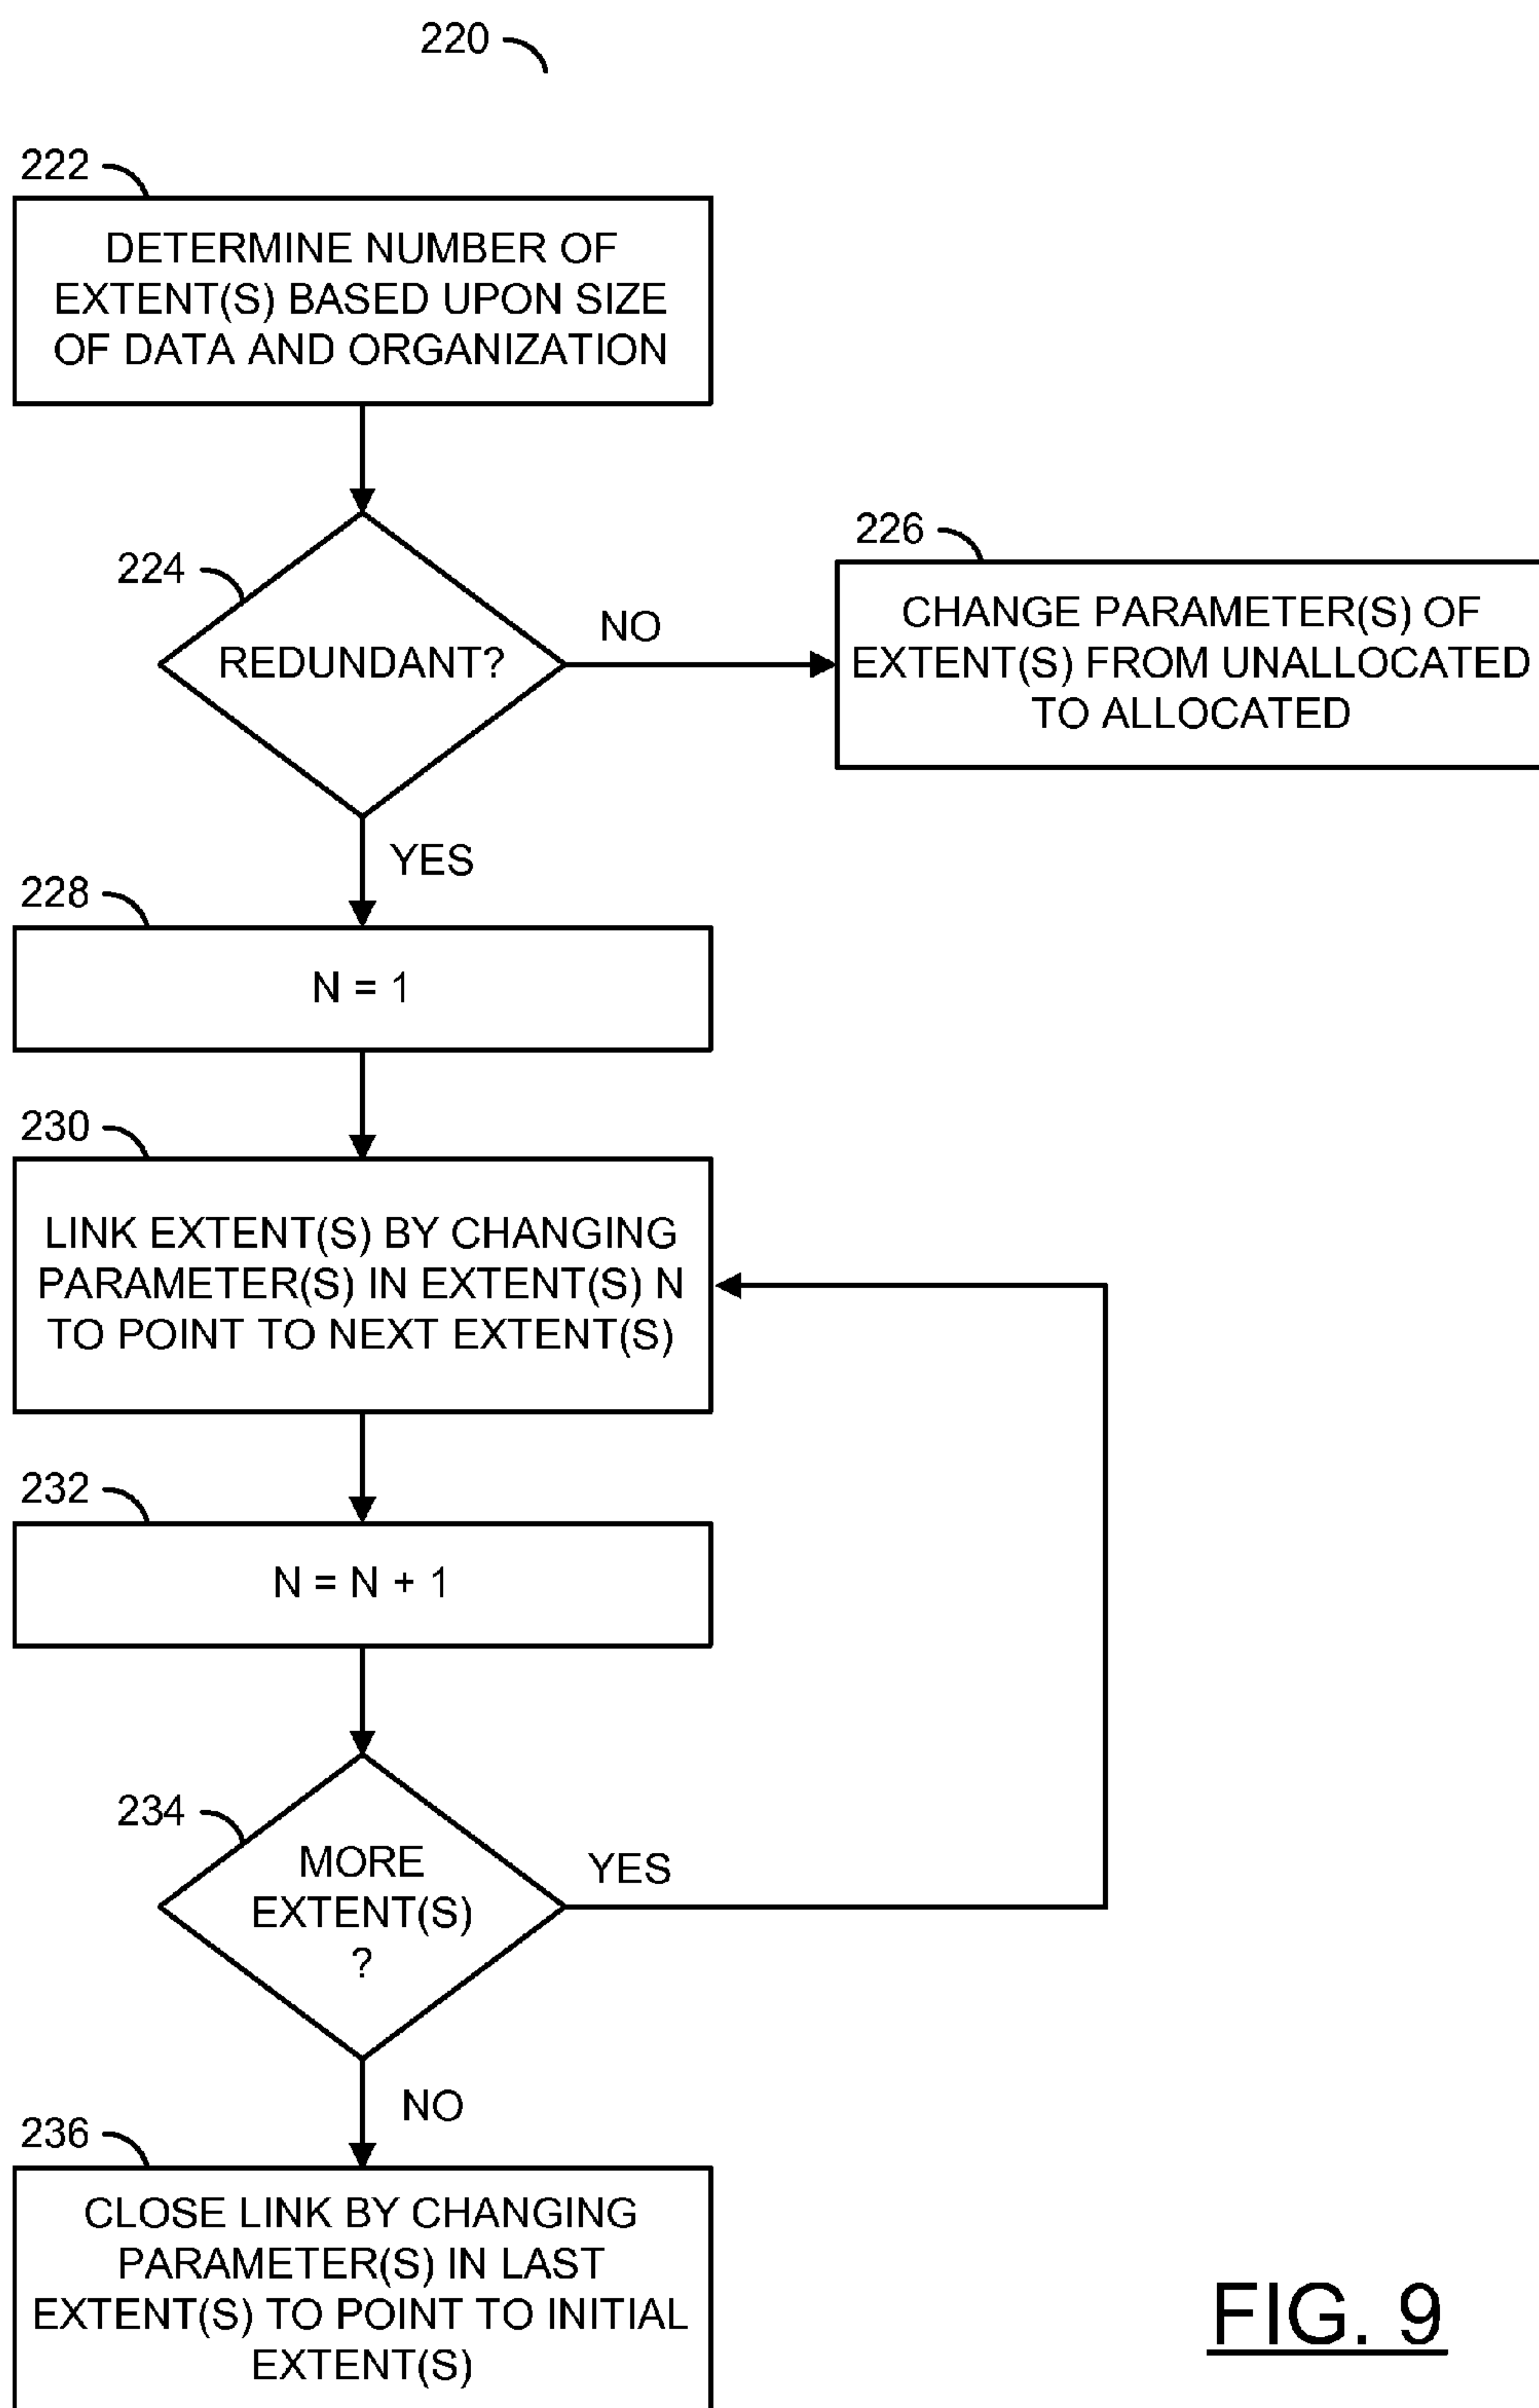 220
222
DETERMINE NUMBER OF
EXTENT(S) BASED UPON SIZE
OF DATA AND ORGANIZATION
224
REDUNDANT?
NO
226
CHANGE PARAMETER(S) OF
EXTENT(S) FROM UNALLOCATED
TO ALLOCATED
YES
228
N = 1
230
LINK EXTENT(S) BY CHANGING
PARAMETER(S) IN EXTENT(S) N
TO POINT TO NEXT EXTENT(S)
232
N = N + 1
234
MORE
EXTENT(S)
?
YES
NO
236
CLOSE LINK BY CHANGING
PARAMETER(S) IN LAST
EXTENT(S) TO POINT TO INITIAL
EXTENT(S)
FIG. 9